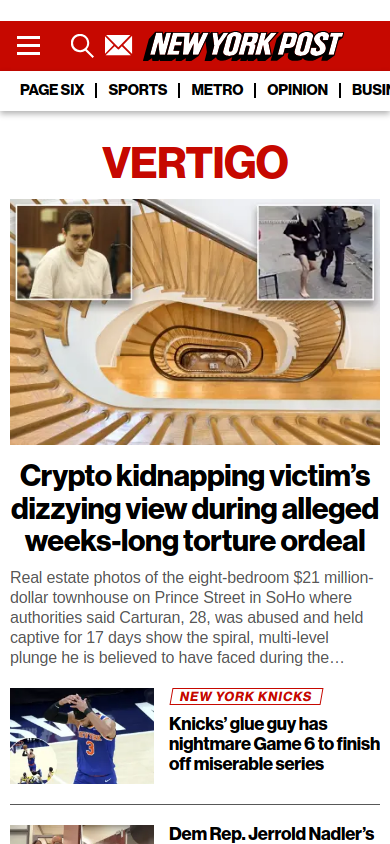 NEW YORK POST
PAGE SIX
SPORTS
METRO
OPINION
BUSIN
VERTIGO
Crypto kidnapping victim’s
dizzying view during alleged
weeks-long torture ordeal
Real estate photos of the eight-bedroom $21 million-
dollar townhouse on Prince Street in SoHo where
authorities said Carturan, 28, was abused and held
captive for 17 days show the spiral, multi-level
plunge he is believed to have faced during the…
NEW YORK KNICKS
NEW YORK
3
Knicks’ glue guy has
nightmare Game 6 to finish
off miserable series
Dem Rep. Jerrold Nadler’s